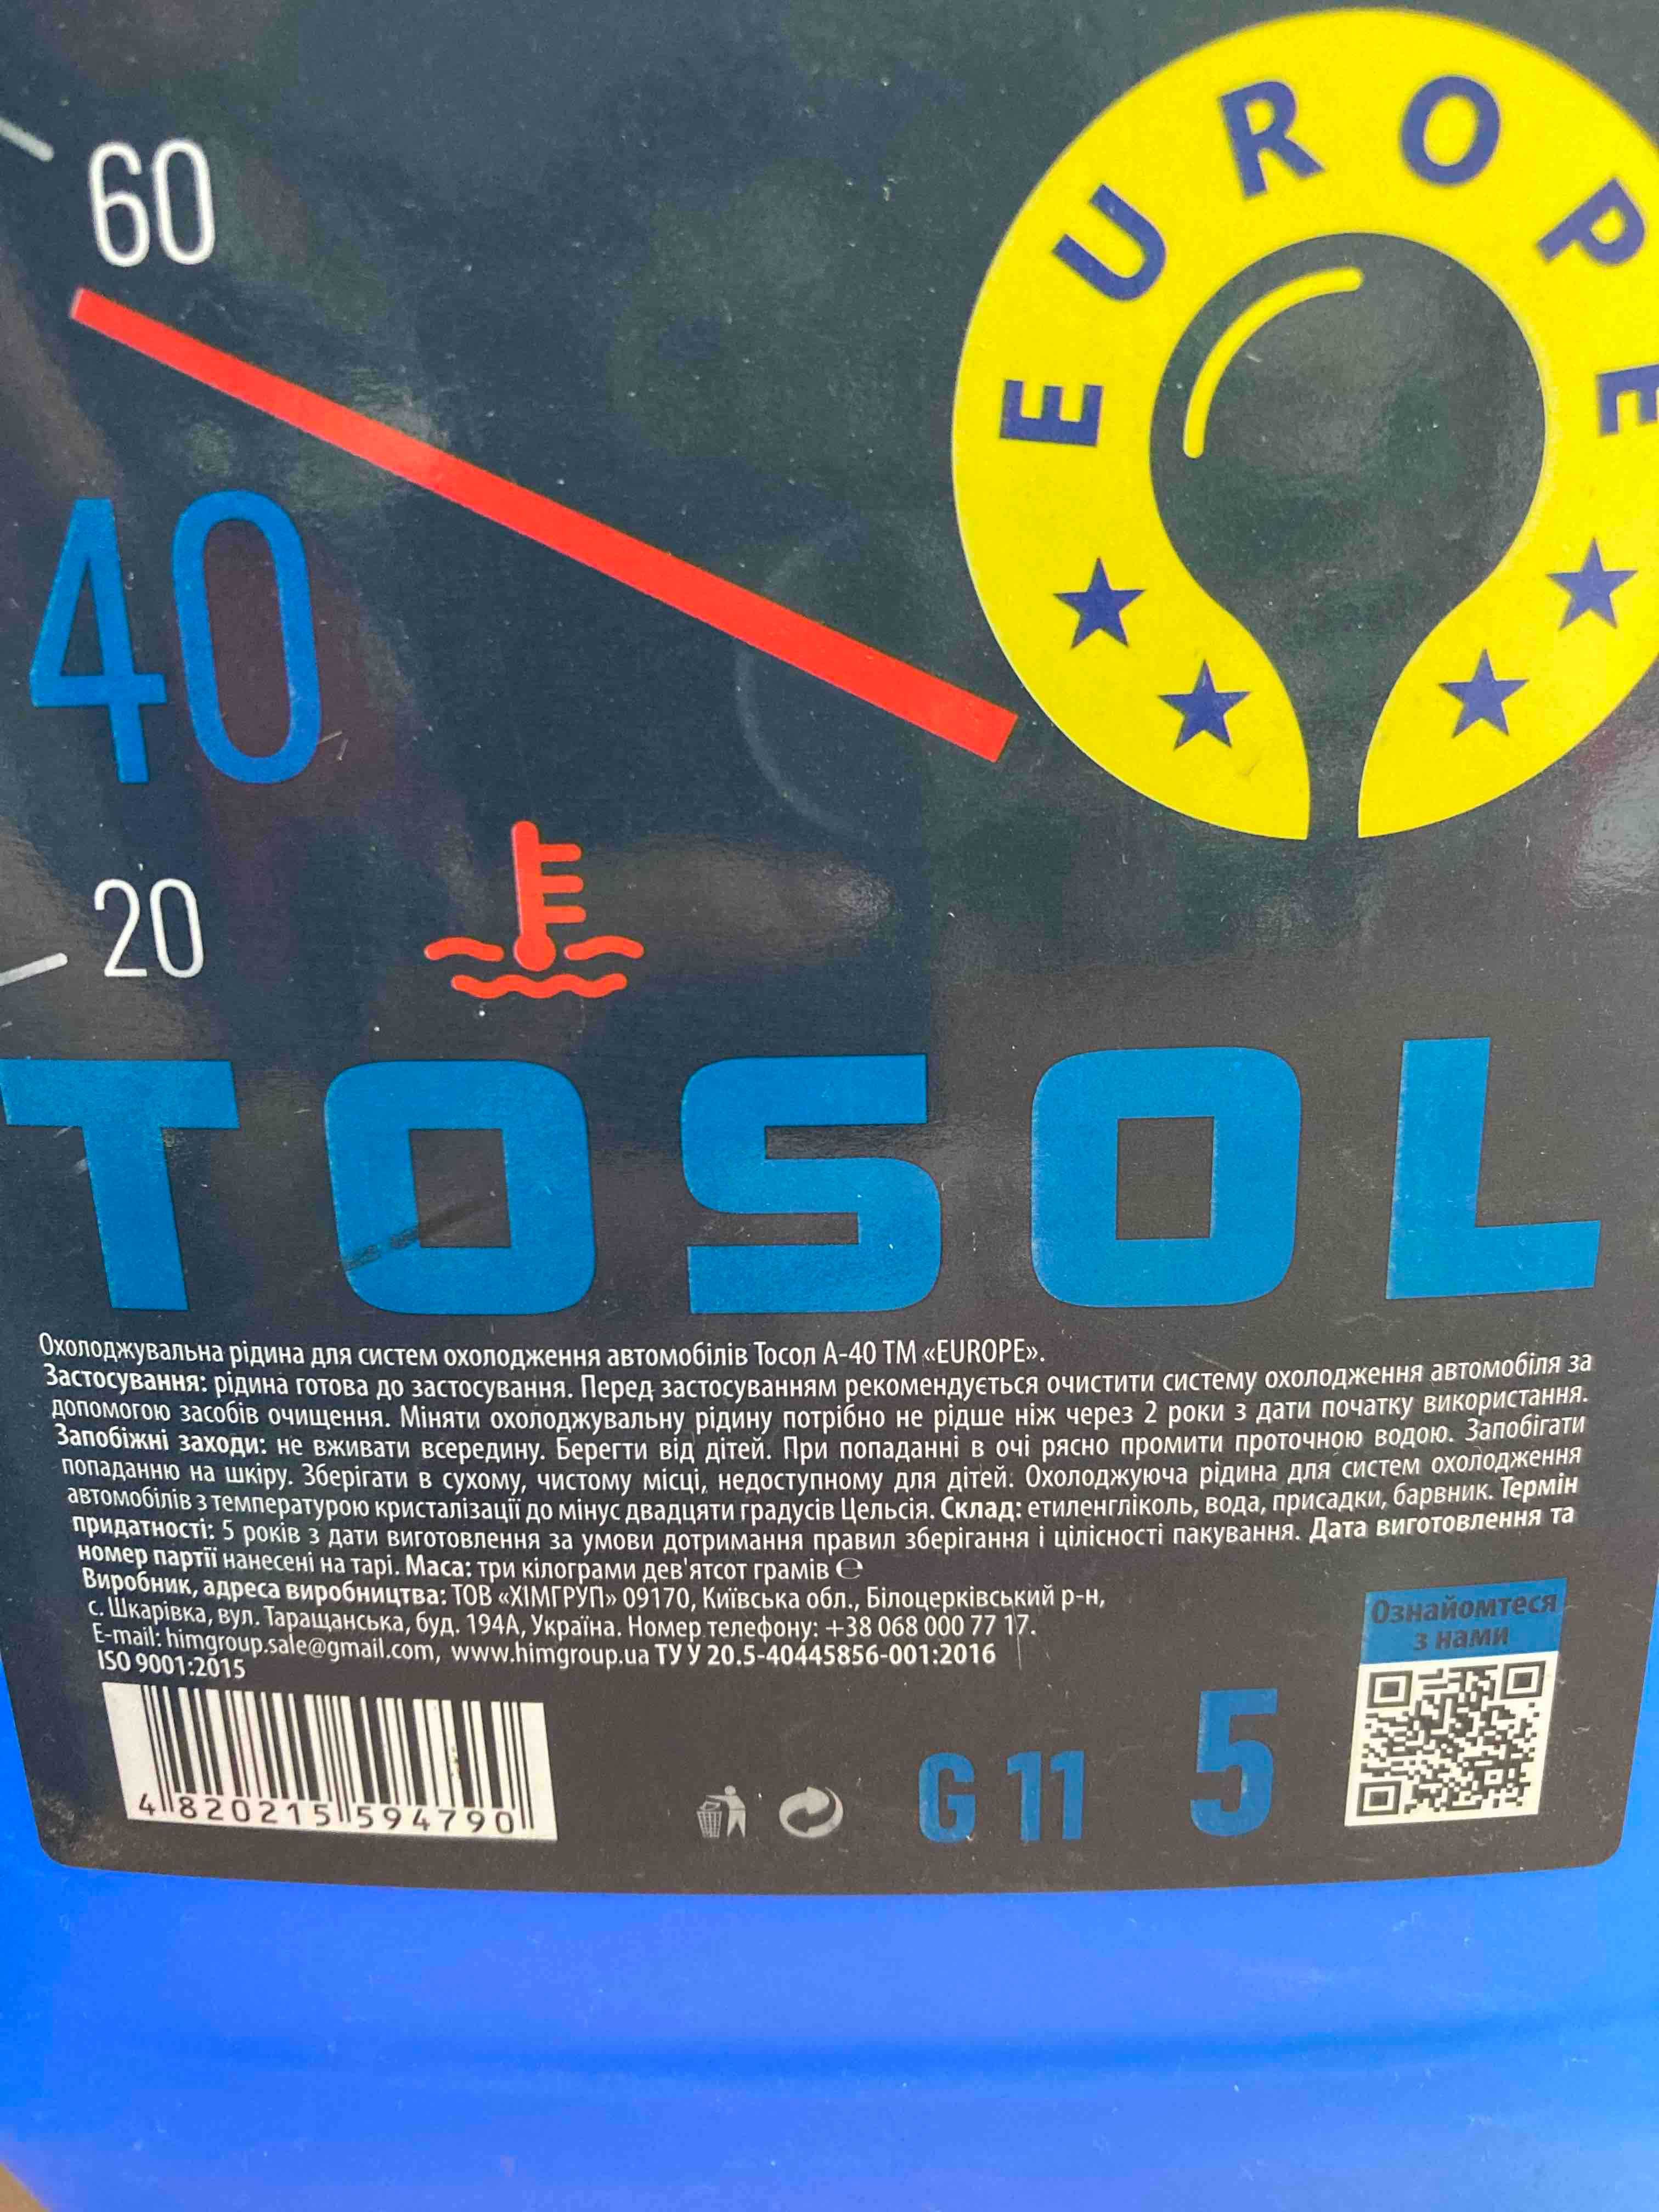 60
EUROPE
40
20
TOSOL
Охолоджувальна рідина для систем охолодження автомобілів Тосол А-40 ТМ «EUROPE».
Застосування: рідина готова до застосування. Перед застосуванням рекомендується очистити систему охолодження автомобіля за
допомогою засобів очищення. Міняти охолоджувальну рідину потрібно не рідше ніж через 2 роки з дати початку використання.
Запобіжні заходи: не вживати всередину. Берегти від дітей. При попаданні в очі рясно промити проточною водою. Запобігати
попаданню на шкіру. Зберігати в сухому, чистому місці, недоступному для дітей. Охолоджуюча рідина для систем охолодження
автомобілів з температурою кристалізації до мінус двадцяти градусів Цельсія. Склад: етиленгліколь, вода, присадки, барвник. Термін
придатності: 5 років з дати виготовлення за умови дотримання правил зберігання і цілісності пакування. Дата виготовлення та
номер партії нанесені на тарі. Маса: три кілограми дев'ятсот грамів ℮
Виробник, адреса виробництва: ТОВ «ХІМГРУП» 09170, Київська обл., Білоцерківський р-н,
с. Шкарівка, вул. Таращанська, буд. 194А, Україна. Номер телефону: +38 068 000 77 17.
E-mail: himgroup.sale@gmail.com, www.himgroup.ua ТУ У 20.5-40445856-001:2016
ISO 9001:2015
Ознайомтеся
з нами
4 820215 594790
G 11
5